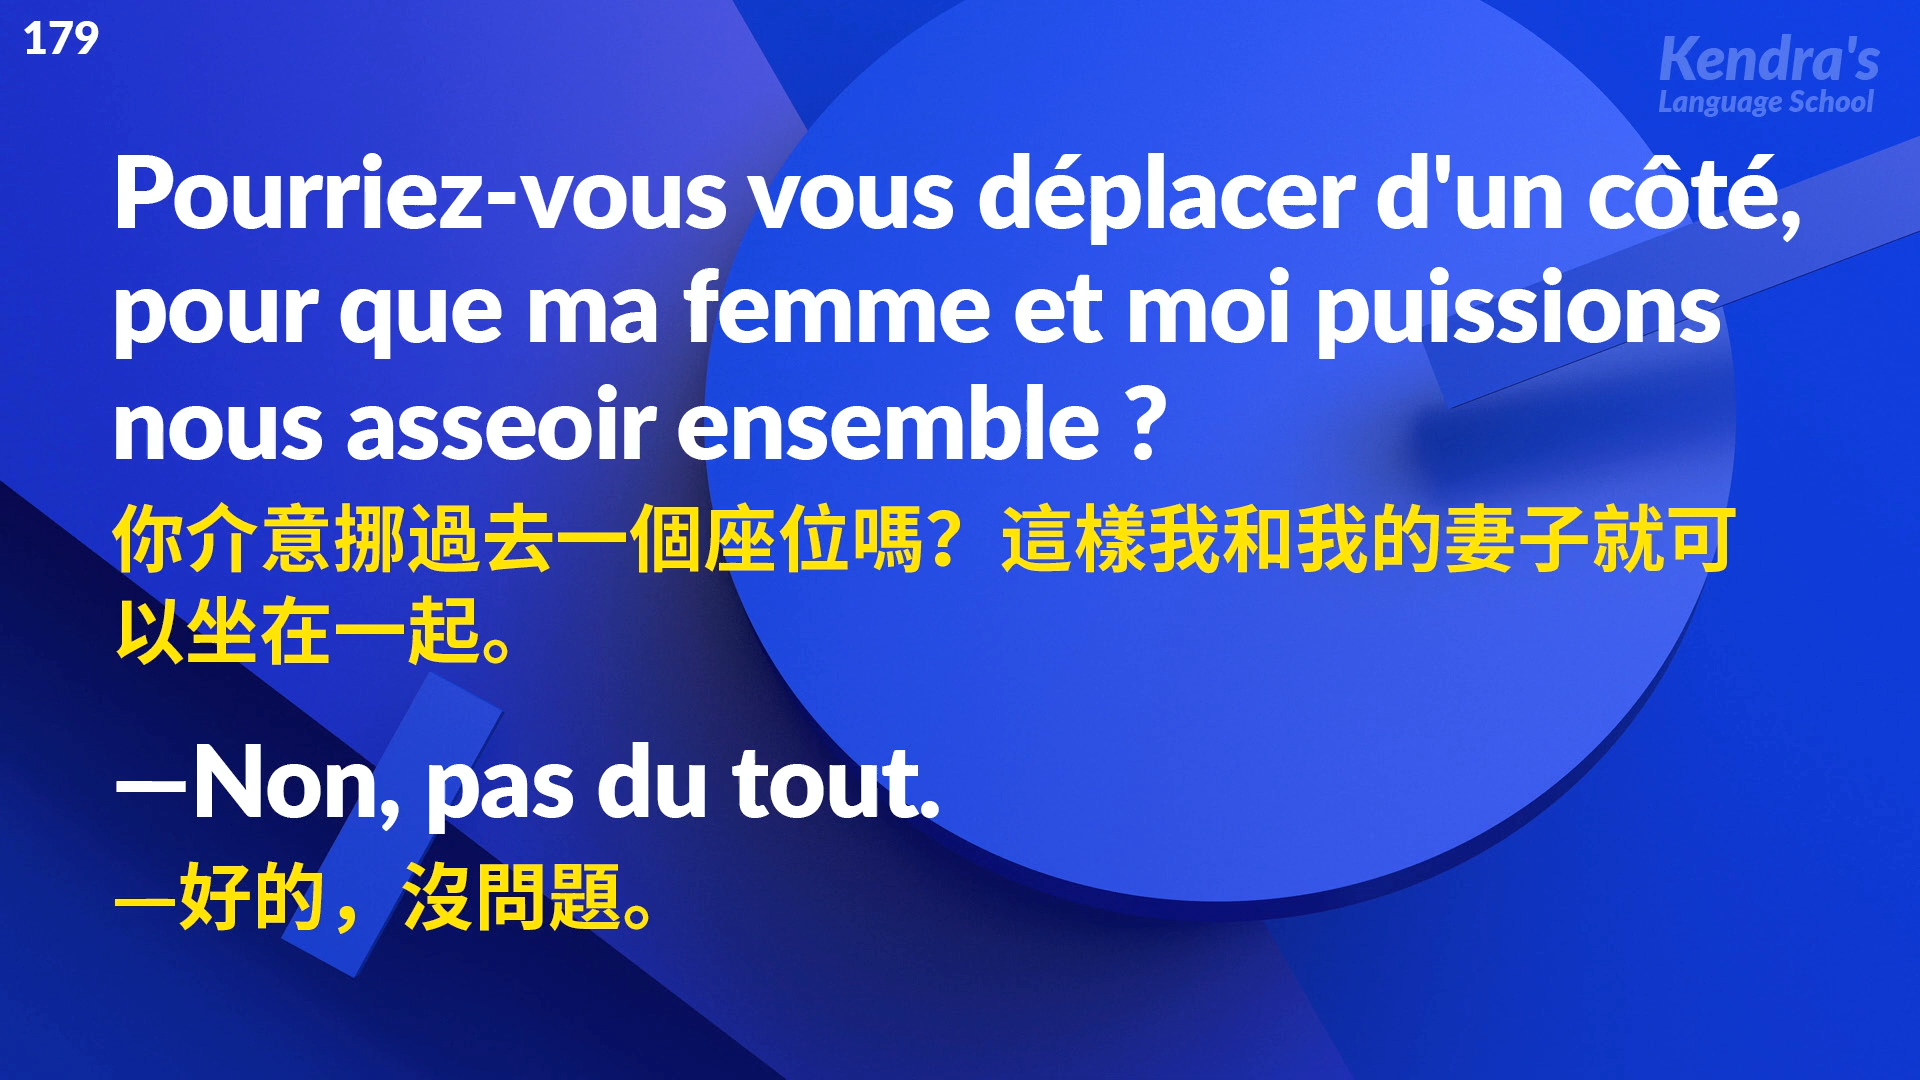 179
Kendra's
Language School
Pourriez-vous vous déplacer d'un côté,
pour que ma femme et moi puissions
nous asseoir ensemble ?
你介意挪過去一個座位嗎？這樣我和我的妻子就可
以坐在一起。
—Non, pas du tout.
—好的，沒問題。